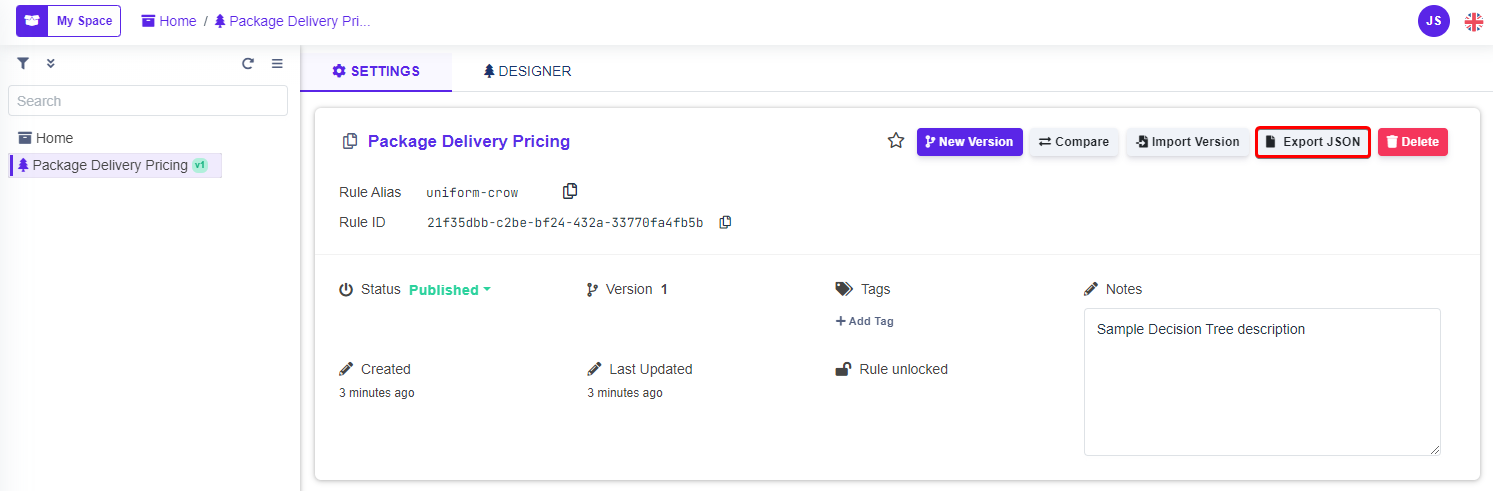 My Space
Home / Package Delivery Pri...
JS
Search
Home
Package Delivery Pricing v1
SETTINGS
DESIGNER
Package Delivery Pricing
New Version
Compare
Import Version
Export JSON
Delete
Rule Alias uniform-crow
Rule ID 21f35dbb-c2be-bf24-432a-33770fa4fb5b
Status Published
Version 1
Tags
Add Tag
Notes
Sample Decision Tree description
Created
3 minutes ago
Last Updated
3 minutes ago
Rule unlocked